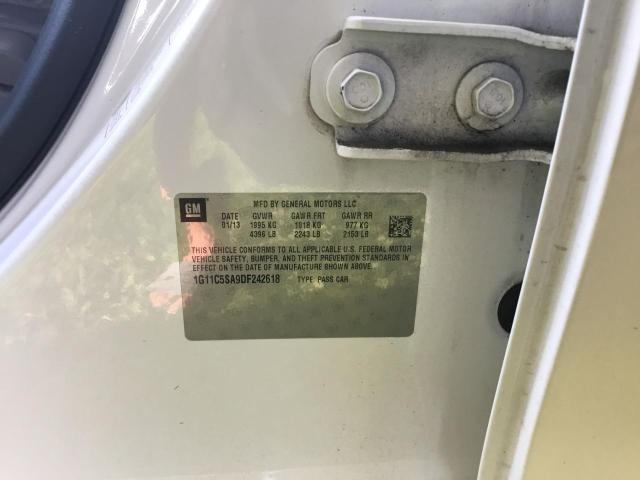 GM
MFD BY GENERAL MOTORS LLC
DATE GVWR GAWR FRT GAWR RR
01/13 1995 KG 1018 KG 977 KG
4396 LB 2243 LB 2153 LB
THIS VEHICLE CONFORMS TO ALL APPLICABLE U.S. FEDERAL MOTOR
VEHICLE SAFETY, BUMPER, AND THEFT PREVENTION STANDARDS IN
EFFECT ON THE DATE OF MANUFACTURE SHOWN ABOVE.
1G11C5SA9DF242618 TYPE: PASS CAR